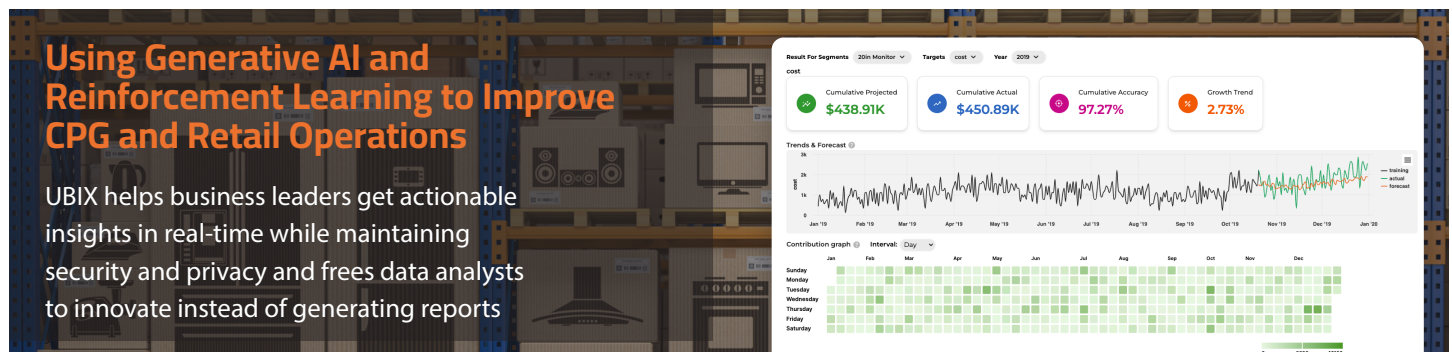 Using Generative AI and
Reinforcement Learning to Improve
CPG and Retail Operations
UBIX helps business leaders get actionable
insights in real-time while maintaining
security and privacy and frees data analysts
to innovate instead of generating reports
Result For Segments 20in Monitor Targets cost Year 2019
cost
Cumulative Projected
$438.91K
Cumulative Actual
$450.89K
Cumulative Accuracy
97.27%
Growth Trend
2.73%
Trends & Forecast
3k
2k
1k
0
cost
Jan '19 Feb '19 Mar '19 Apr '19 May '19 Jun '19 Jul '19 Aug '19 Sep '19 Oct '19 Nov '19 Dec '19 Jan '20
training
actual
forecast
Contribution graph Interval: Day
Jan Feb Mar Apr May Jun Jul Aug Sep Oct Nov Dec
Sunday
Monday
Tuesday
Wednesday
Thursday
Friday
Saturday